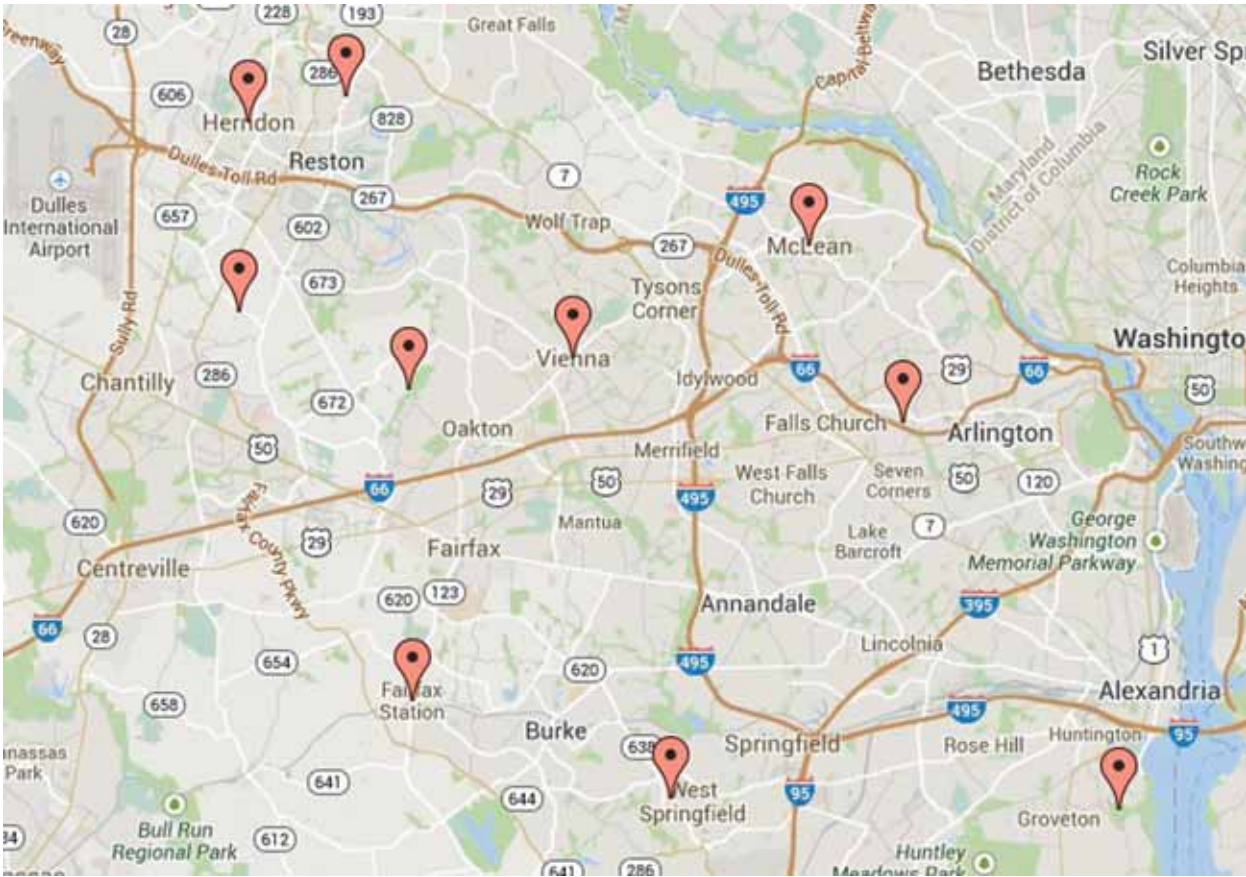 193
28
228
Great Falls
Capital Beltwa
Silver Spr
Bethesda
Greenway
286
606
828
Herndon
Reston
Dulles Toll Rd
Maryland
District of Columbia
Rock
Creek Park
7
Dulles
International
Airport
267
495
657
602
Wolf Trap
267
McLean
Dulles Toll Rd
Columbia
Heights
673
Tysons
Corner
Sully Rd
Washingto
Vienna
Chantilly
286
672
Idylwood
66
29
66
50
Oakton
Falls Church
Arlington
50
Merrifield
Southw
Washing
66
29
50
495
West Falls
Church
Seven
Corners
50
120
620
Fairfax County Pkwy
29
Mantua
7
Lake
Barcroft
George
Washington
Memorial Parkway
Centreville
Fairfax
620
123
Annandale
395
66
28
654
620
495
Lincolnia
1
Fairfax
Station
658
Alexandria
495
Burke
638
Springfield
Rose Hill
Huntington
95
anassas
Park
641
644
West
Springfield
95
Groveton
Bull Run
Regional Park
612
34
641
286
Huntley
Meadows Park